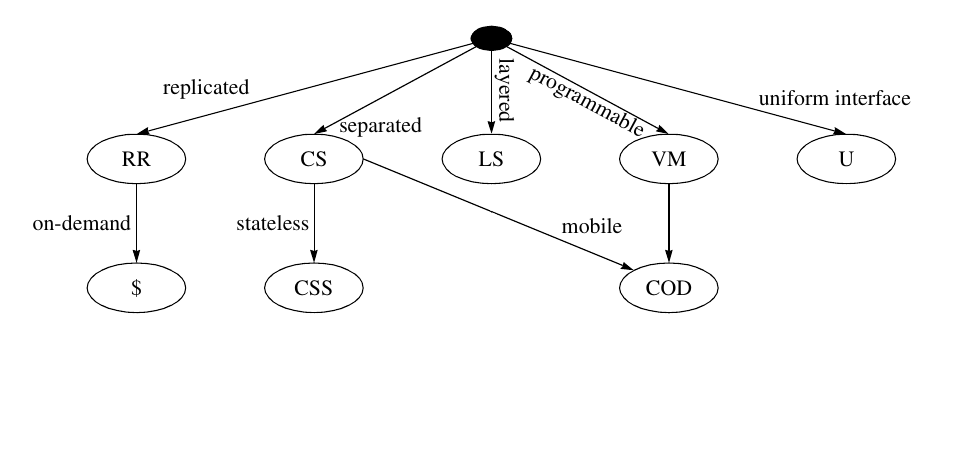 layered
programmable
replicated
uniform interface
separated
RR
CS
LS
VM
U
on-demand
stateless
mobile
$
CSS
COD